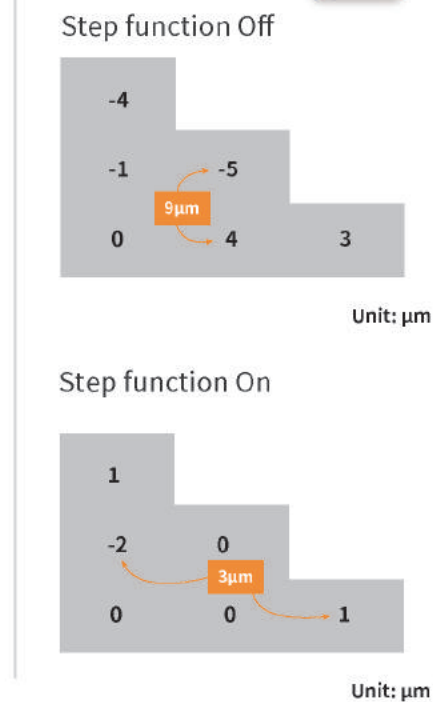 Step function Off
-4
-1 -5
9μm
0 4 3
Unit: μm
Step function On
1
-2 0
3μm
0 0 1
Unit: μm